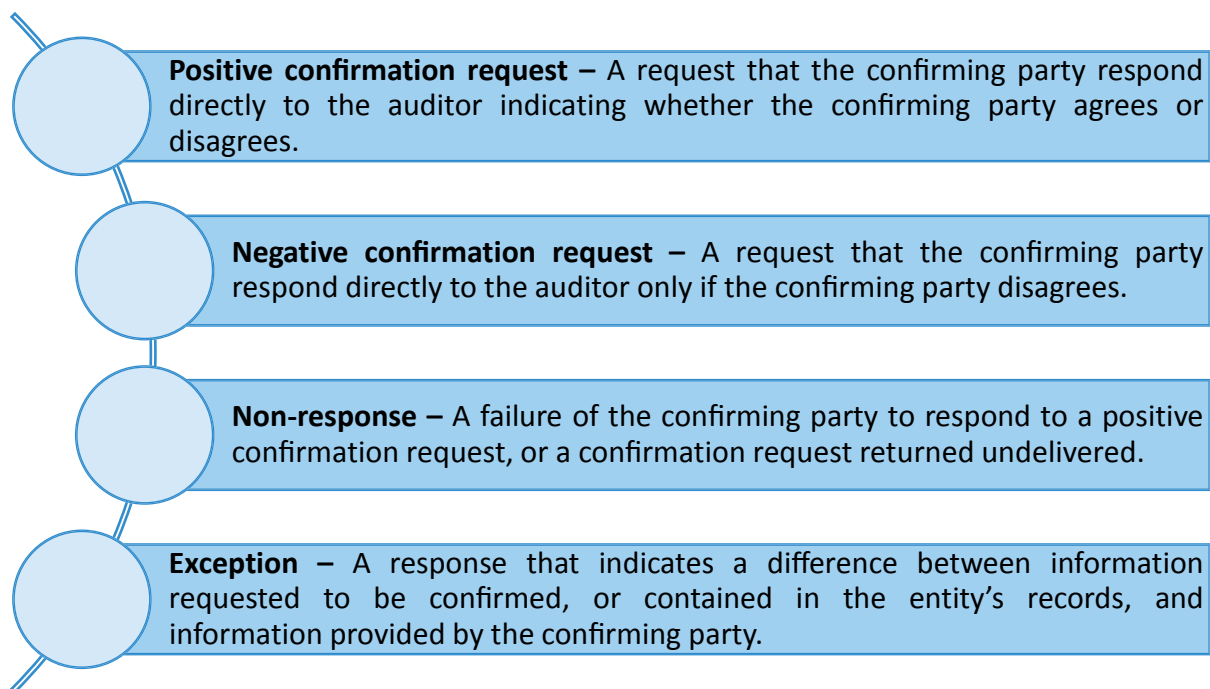 Positive confirmation request – A request that the confirming party respond
directly to the auditor indicating whether the confirming party agrees or
disagrees.
Negative confirmation request – A request that the confirming party
respond directly to the auditor only if the confirming party disagrees.
Non-response – A failure of the confirming party to respond to a positive
confirmation request, or a confirmation request returned undelivered.
Exception – A response that indicates a difference between information
requested to be confirmed, or contained in the entity’s records, and
information provided by the confirming party.